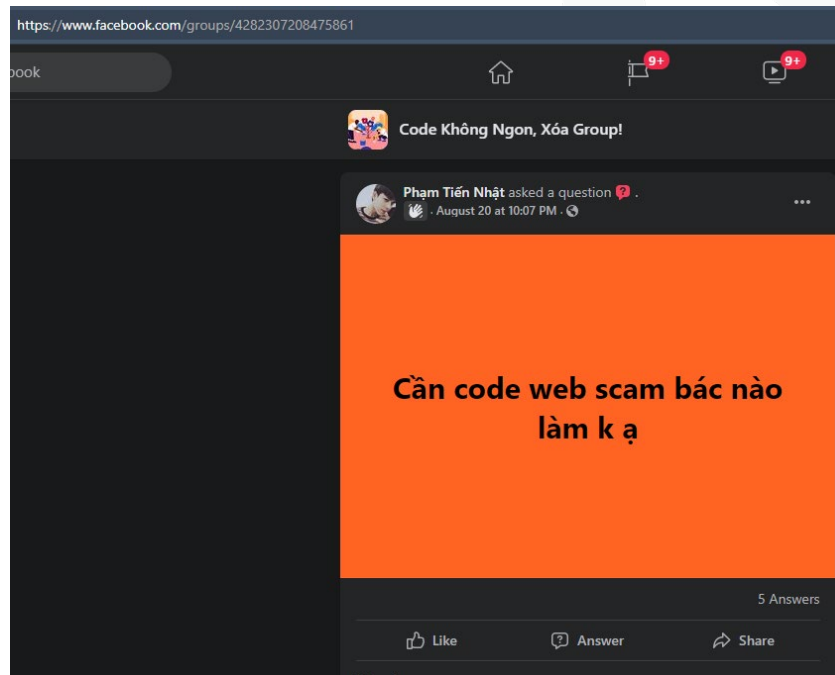 https://www.facebook.com/groups/4282307208475861
book
9+
9+
Code Không Ngon, Xóa Group!
Phạm Tiến Nhật asked a question .
. August 20 at 10:07 PM .
Cần code web scam bác nào
làm k ạ
5 Answers
Like Answer Share